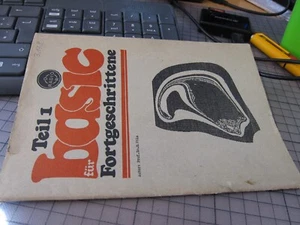 Teil 1
basic
für
Fortgeschrittene